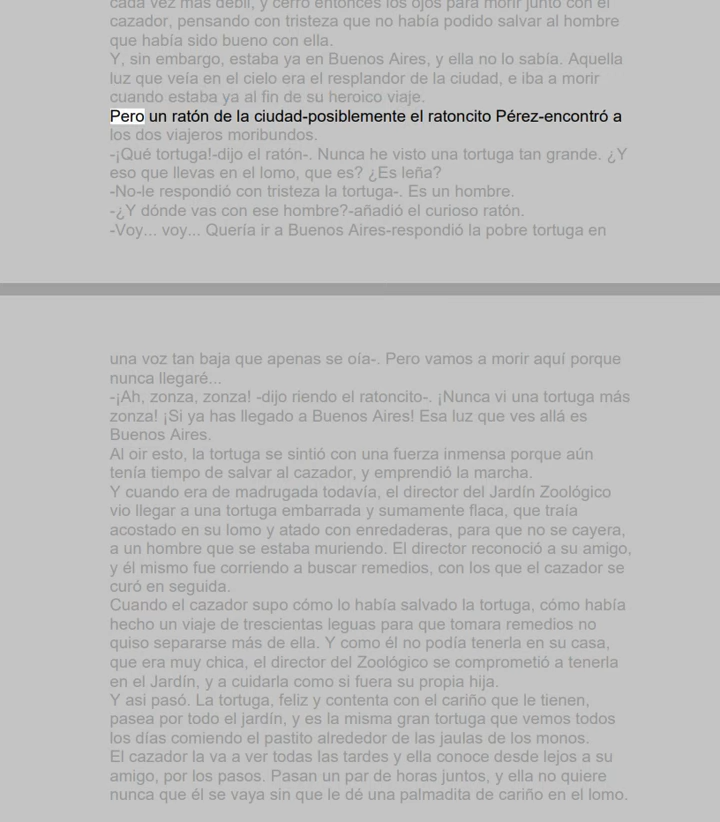 cada vez más débil, y cerró entonces los ojos para morir junto con el
cazador, pensando con tristeza que no había podido salvar al hombre
que había sido bueno con ella.
Y, sin embargo, estaba ya en Buenos Aires, y ella no lo sabía. Aquella
luz que veía en el cielo era el resplandor de la ciudad, e iba a morir
cuando estaba ya al fin de su heroico viaje.
Pero un ratón de la ciudad-posiblemente el ratoncito Pérez-encontró a
los dos viajeros moribundos.
-¡Qué tortuga!-dijo el ratón-. Nunca he visto una tortuga tan grande. ¿Y
eso que llevas en el lomo, que es? ¿Es leña?
-No-le respondió con tristeza la tortuga-. Es un hombre.
-¿Y dónde vas con ese hombre?-añadió el curioso ratón.
-Voy... voy... Quería ir a Buenos Aires-respondió la pobre tortuga en
una voz tan baja que apenas se oía-. Pero vamos a morir aquí porque
nunca llegaré...
-¡Ah, zonza, zonza! -dijo riendo el ratoncito-. ¡Nunca vi una tortuga más
zonza! ¡Si ya has llegado a Buenos Aires! Esa luz que ves allá es
Buenos Aires.
Al oir esto, la tortuga se sintió con una fuerza inmensa porque aún
tenía tiempo de salvar al cazador, y emprendió la marcha.
Y cuando era de madrugada todavía, el director del Jardín Zoológico
vio llegar a una tortuga embarrada y sumamente flaca, que traía
acostado en su lomo y atado con enredaderas, para que no se cayera,
a un hombre que se estaba muriendo. El director reconoció a su amigo,
y él mismo fue corriendo a buscar remedios, con los que el cazador se
curó en seguida.
Cuando el cazador supo cómo lo había salvado la tortuga, cómo había
hecho un viaje de trescientas leguas para que tomara remedios no
quiso separarse más de ella. Y como él no podía tenerla en su casa,
que era muy chica, el director del Zoológico se comprometió a tenerla
en el Jardín, y a cuidarla como si fuera su propia hija.
Y asi pasó. La tortuga, feliz y contenta con el cariño que le tienen,
pasea por todo el jardín, y es la misma gran tortuga que vemos todos
los días comiendo el pastito alrededor de las jaulas de los monos.
El cazador la va a ver todas las tardes y ella conoce desde lejos a su
amigo, por los pasos. Pasan un par de horas juntos, y ella no quiere
nunca que él se vaya sin que le dé una palmadita de cariño en el lomo.